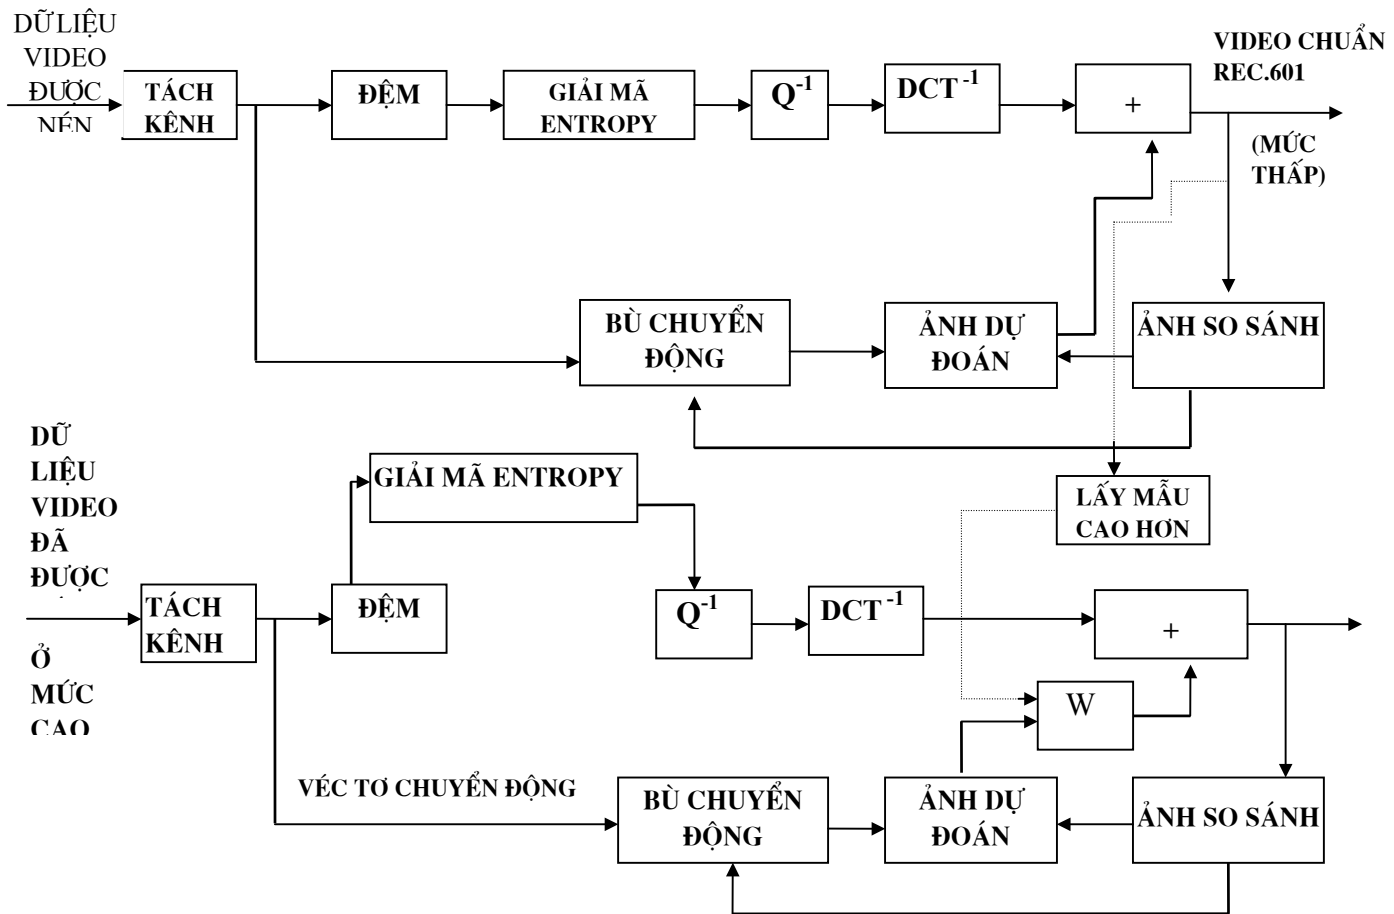 DỮ LIỆU
VIDEO
ĐƯỢC
NÉN
VIDEO CHUẨN
REC.601
TÁCH
KÊNH
ĐỆM
GIẢI MÃ
ENTROPY
Q⁻¹
DCT⁻¹
+
(MỨC
THẤP)
BÙ CHUYỂN
ĐỘNG
ẢNH DỰ
ĐOÁN
ẢNH SO SÁNH
DỮ
LIỆU
VIDEO
ĐÃ
ĐƯỢC
GIẢI MÃ ENTROPY
LẤY MẪU
CAO HƠN
TÁCH
KÊNH
ĐỆM
Q⁻¹
DCT⁻¹
+
Ở
MỨC
CAO
W
VÉC TƠ CHUYỂN ĐỘNG
BÙ CHUYỂN
ĐỘNG
ẢNH DỰ
ĐOÁN
ẢNH SO SÁNH